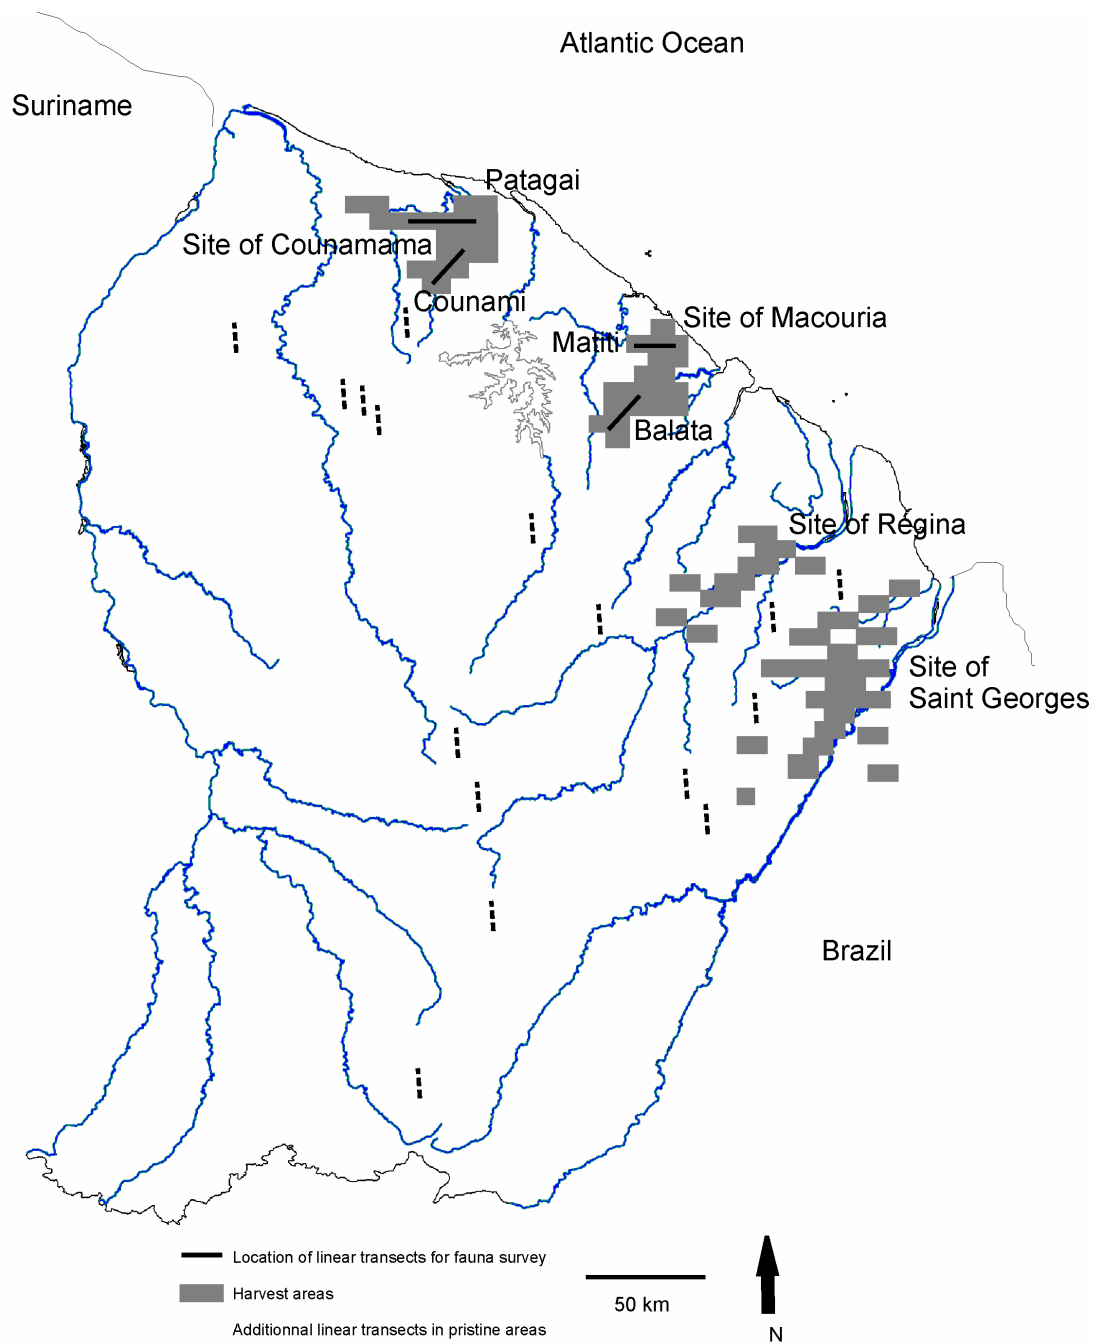 Atlantic Ocean
Suriname
Patagai
Site of Counamama
Counami
Site of Macouria
Matiti
Balata
Site of Regina
Site of
Saint Georges
Brazil
Location of linear transects for fauna survey
Harvest areas
50 km
Additionnal linear transects in pristine areas
N